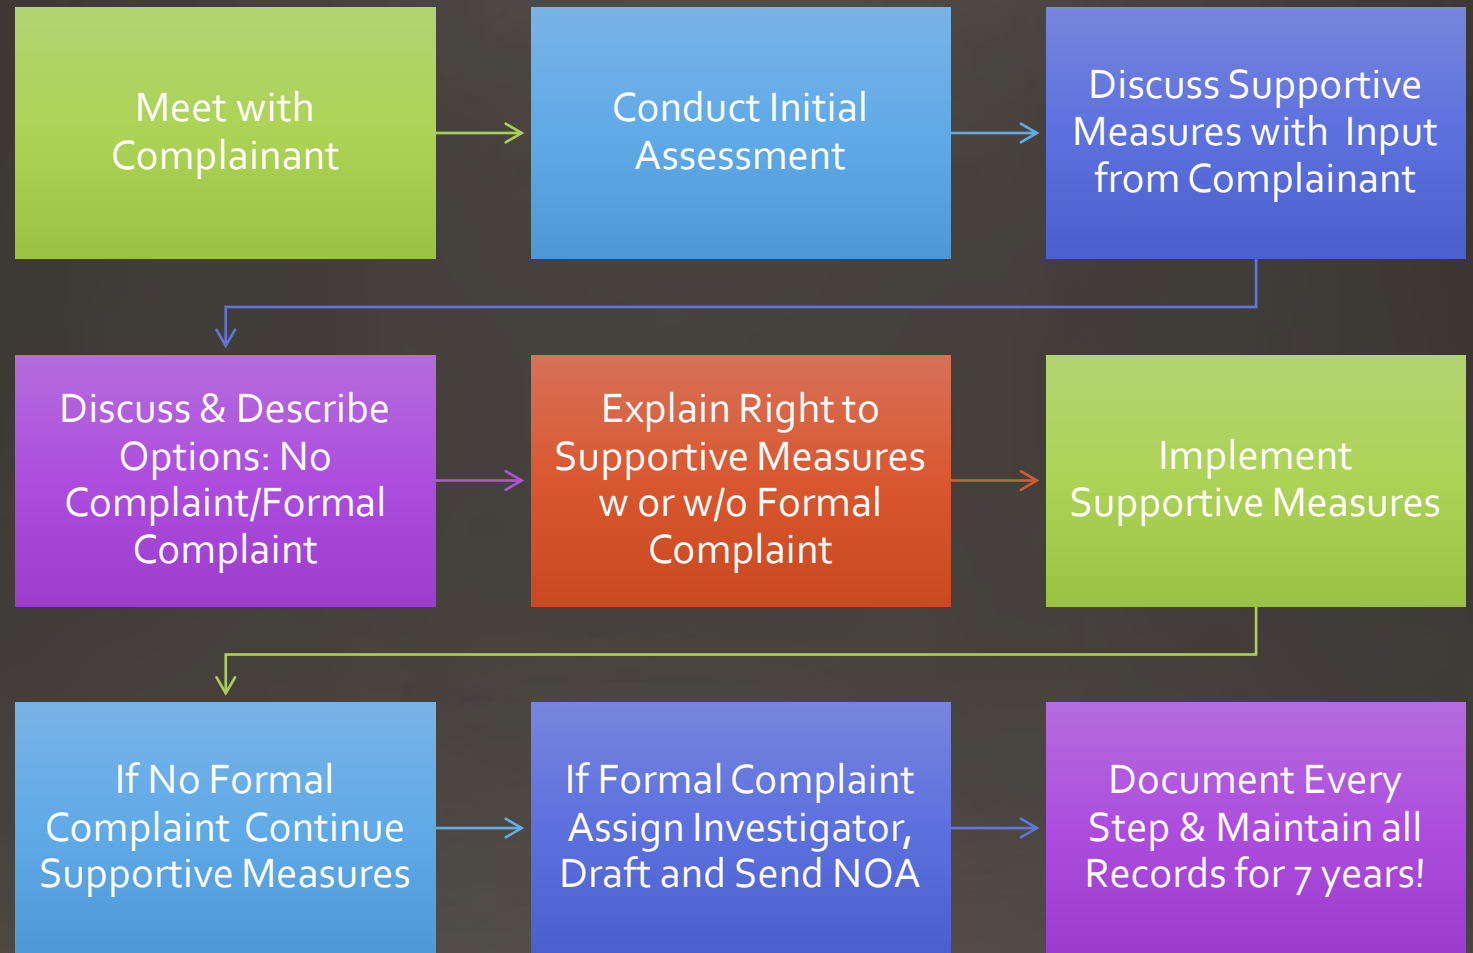 Meet with
Complainant
Conduct Initial
Assessment
Discuss Supportive
Measures with  Input
from Complainant
Discuss & Describe
Options: No
Complaint/Formal
Complaint
Explain Right to
Supportive Measures
w or w/o Formal
Complaint
Implement
Supportive Measures
If No Formal
Complaint  Continue
Supportive Measures
If Formal Complaint
Assign Investigator,
Draft and Send NOA
Document Every
Step & Maintain all
Records for 7 years!